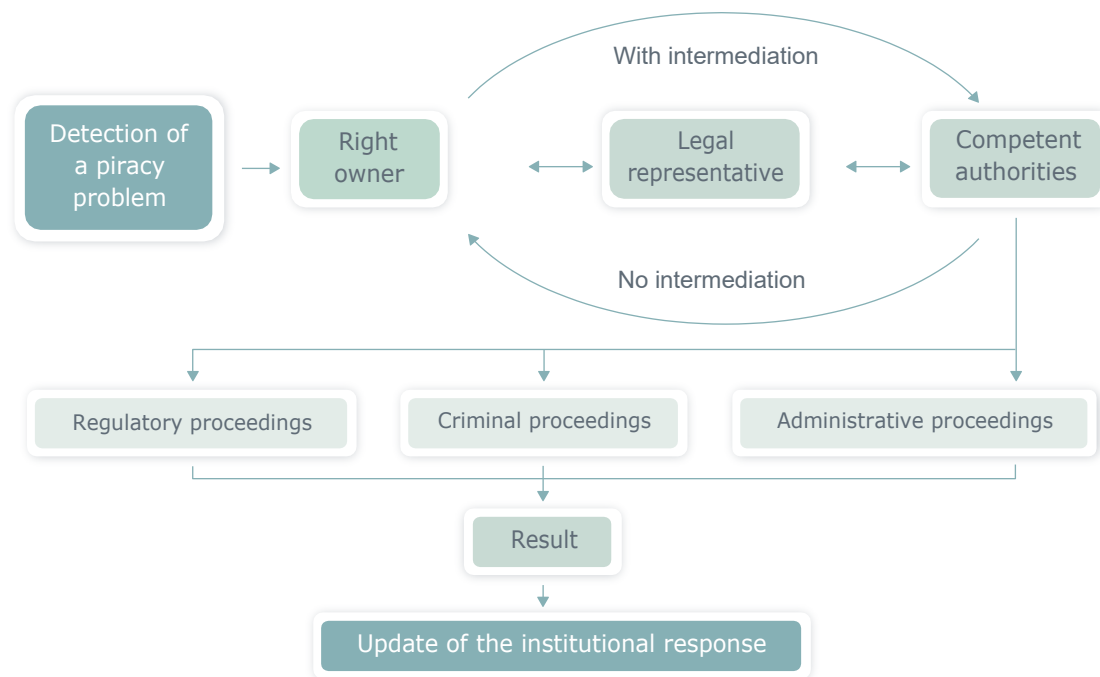 With intermediation
Detection of
a piracy
problem
Right
owner
Legal
representative
Competent
authorities
No intermediation
Regulatory proceedings
Criminal proceedings
Administrative proceedings
Result
Update of the institutional response